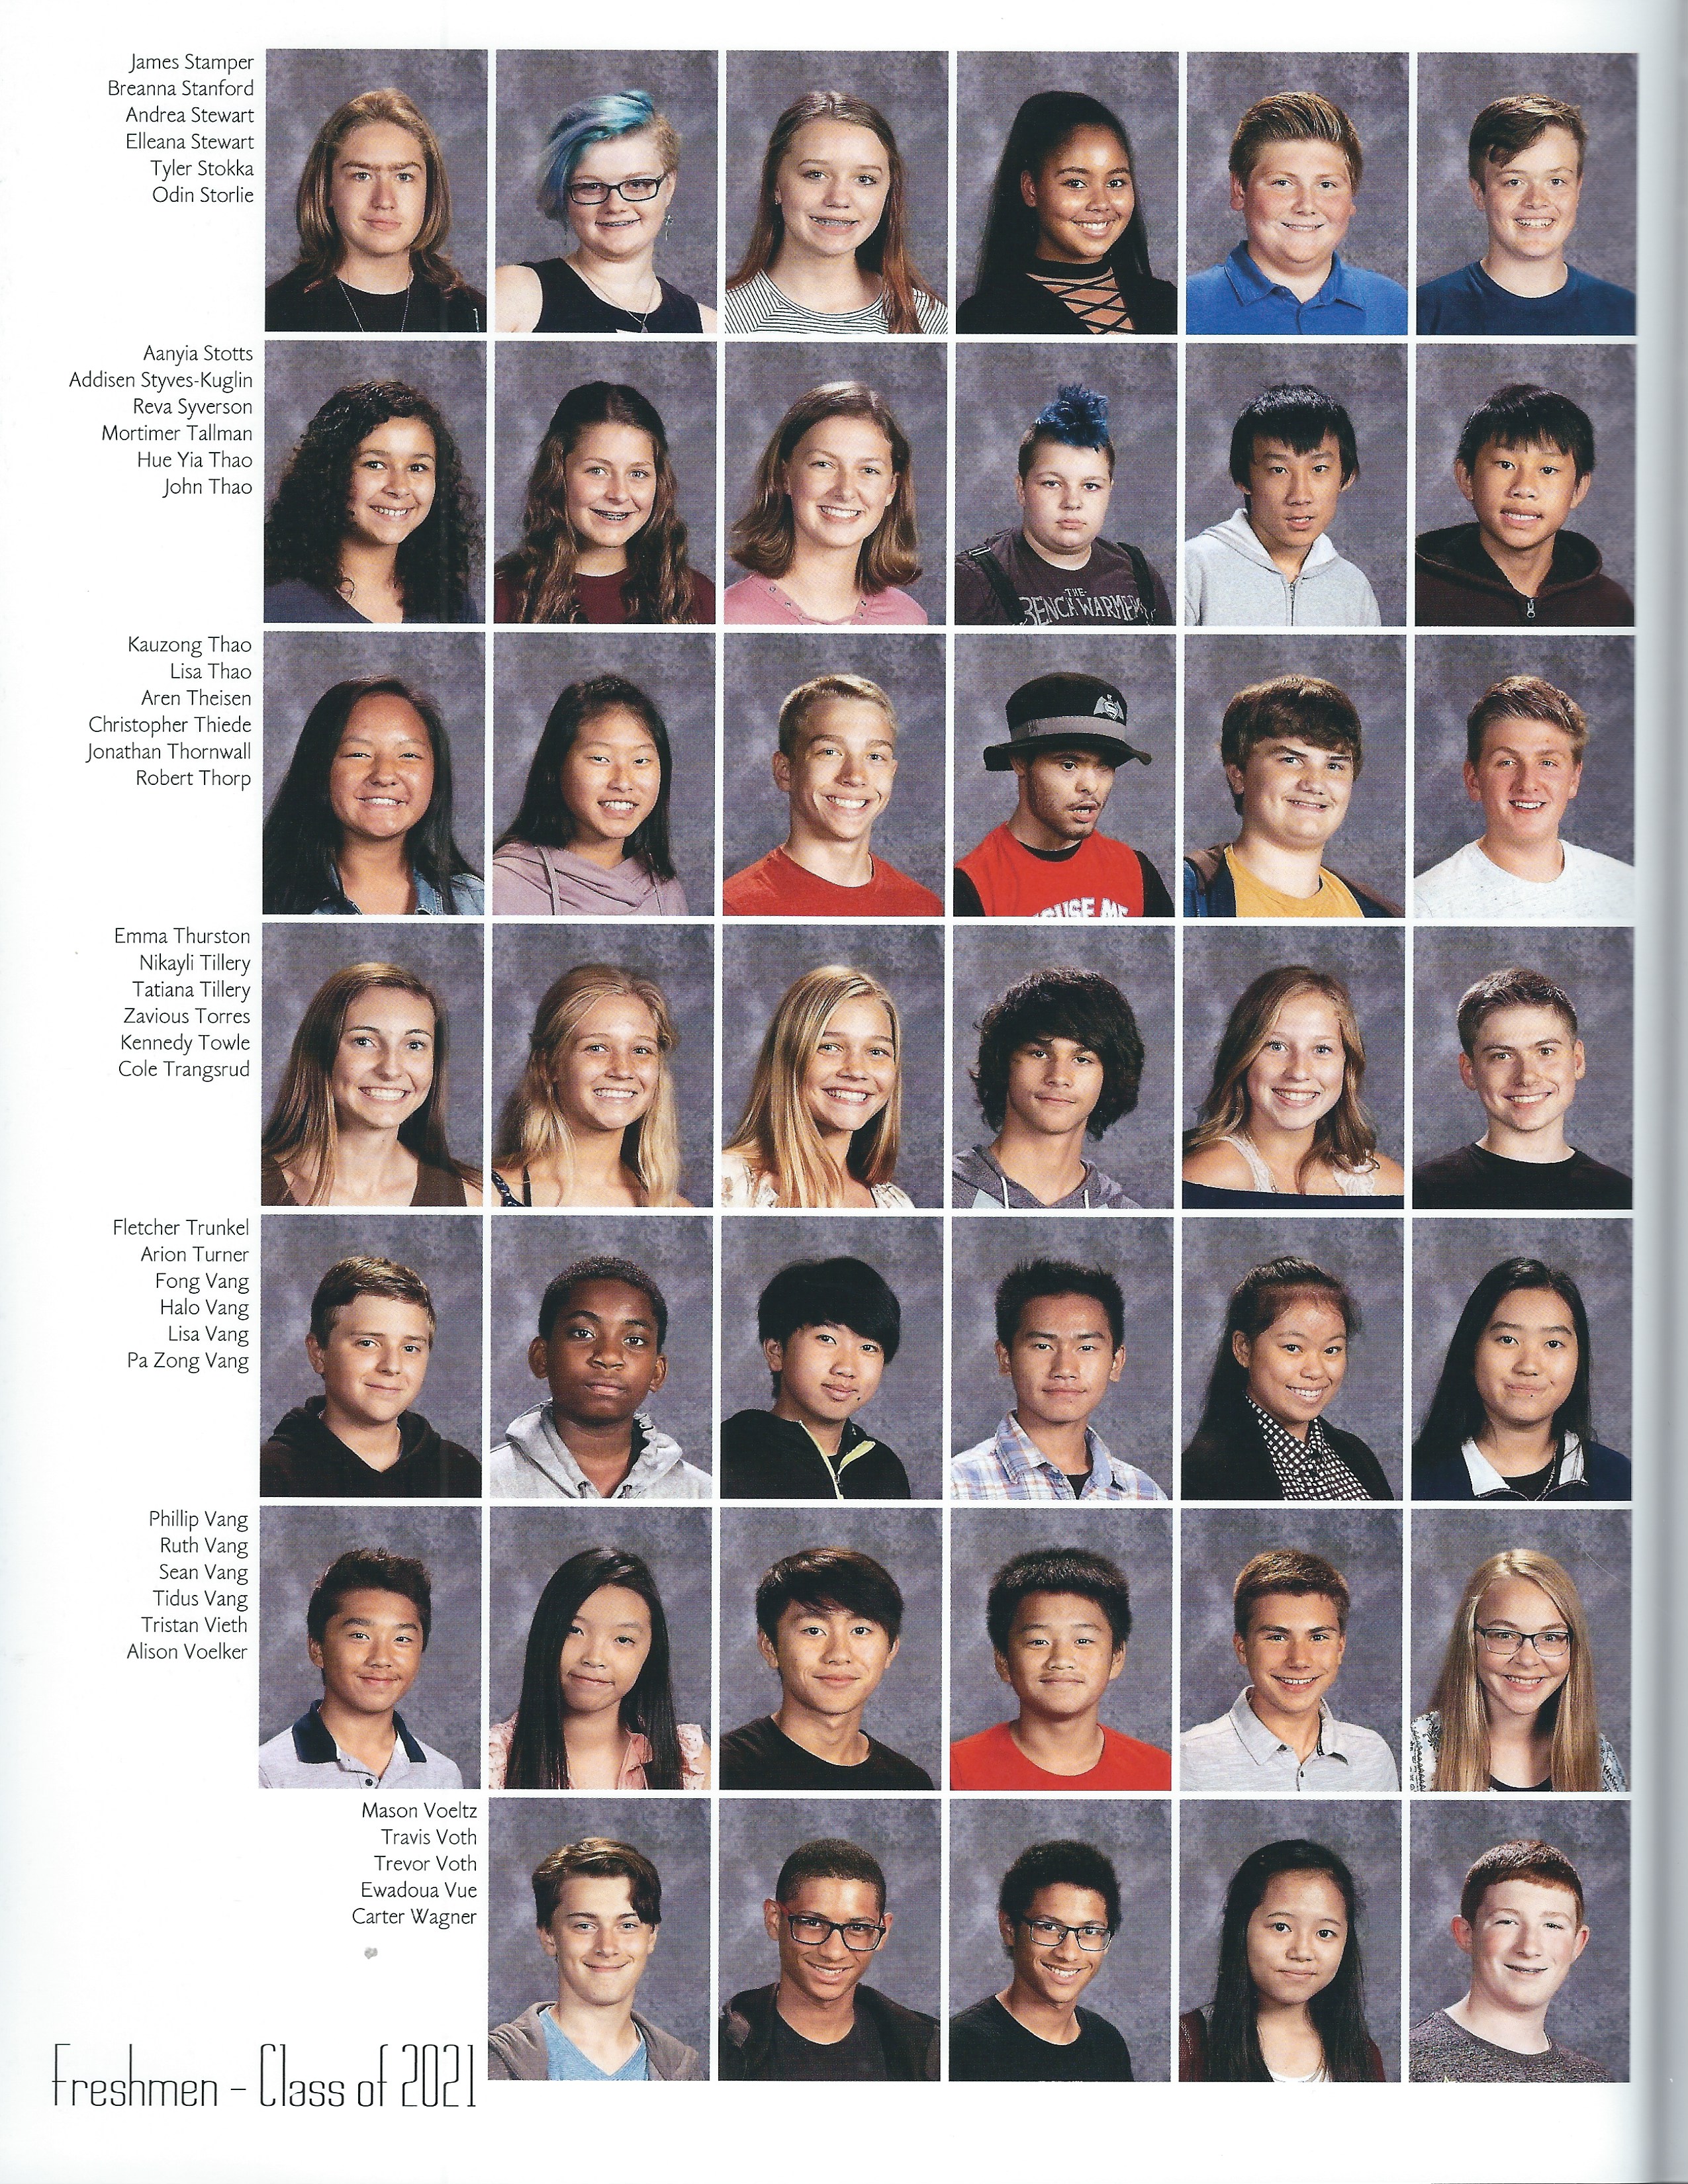 James Stamper
Breanna Stanford
Andrea Stewart
Elleana Stewart
Tyler Stokka
Odin Storlie
Aanyia Stotts
Addisen Styves-Kuglin
Reva Syverson
Mortimer Tallman
Hue Yia Thao
John Thao
THE
BENCHWARMERS
Kauzong Thao
Lisa Thao
Aren Theisen
Christopher Thiede
Jonathan Thornwall
Robert Thorp
CUSE ME
Emma Thurston
Nikayli Tillery
Tatiana Tillery
Zavious Torres
Kennedy Towle
Cole Trangsrud
Fletcher Trunkel
Arion Turner
Fong Vang
Halo Vang
Lisa Vang
Pa Zong Vang
Phillip Vang
Ruth Vang
Sean Vang
Tidus Vang
Tristan Vieth
Alison Voelker
Mason Voeltz
Travis Voth
Trevor Voth
Ewadoua Vue
Carter Wagner
Freshmen - Class of 2021